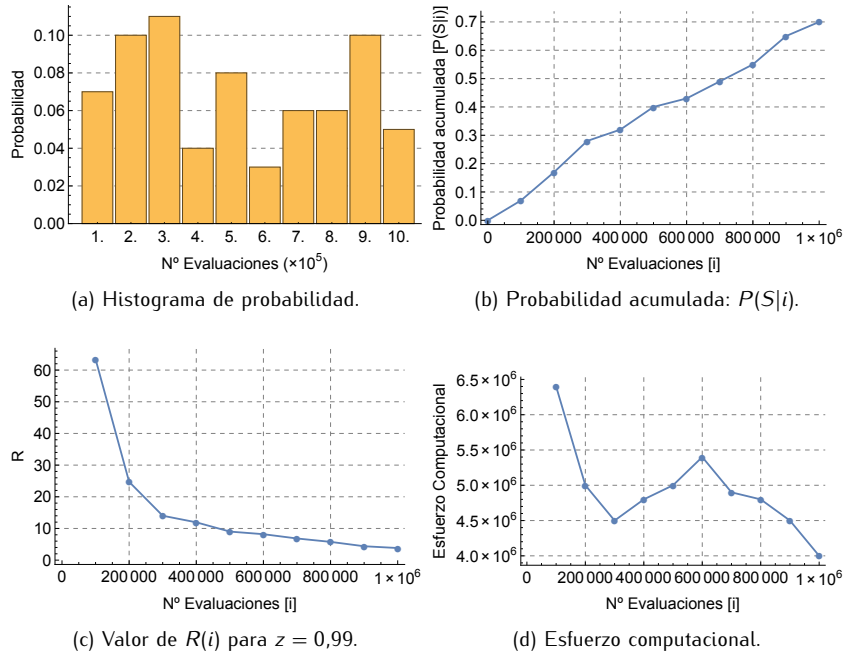 Probabilidad
0.10
0.08
0.06
0.04
0.02
0.00
1. 2. 3. 4. 5. 6. 7. 8. 9. 10.
Nº Evaluaciones (×10⁵)
(a) Histograma de probabilidad.
Probabilidad acumulada [P(S|i)]
0.7
0.6
0.5
0.4
0.3
0.2
0.1
0.0
0 200 000 400 000 600 000 800 000 1 × 10⁶
Nº Evaluaciones [i]
(b) Probabilidad acumulada: P(S|i).
R
60
50
40
30
20
10
0
0 200 000 400 000 600 000 800 000 1 × 10⁶
Nº Evaluaciones [i]
(c) Valor de R(i) para z = 0,99.
Esfuerzo Computacional
6.5 × 10⁶
6.0 × 10⁶
5.5 × 10⁶
5.0 × 10⁶
4.5 × 10⁶
4.0 × 10⁶
0 200 000 400 000 600 000 800 000 1 × 10⁶
Nº Evaluaciones [i]
(d) Esfuerzo computacional.